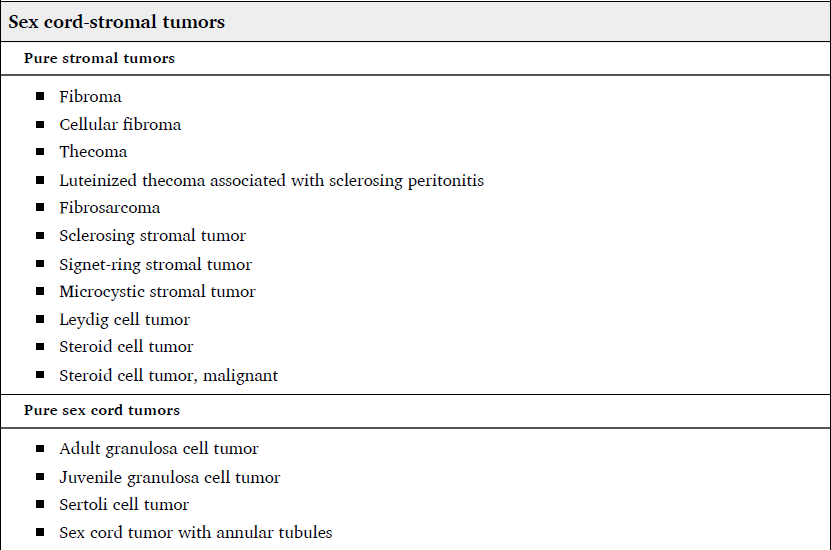 Sex cord-stromal tumors
Pure stromal tumors
■ Fibroma
■ Cellular fibroma
■ Thecoma
■ Luteinized thecoma associated with sclerosing peritonitis
■ Fibrosarcoma
■ Sclerosing stromal tumor
■ Signet-ring stromal tumor
■ Microcystic stromal tumor
■ Leydig cell tumor
■ Steroid cell tumor
■ Steroid cell tumor, malignant
Pure sex cord tumors
■ Adult granulosa cell tumor
■ Juvenile granulosa cell tumor
■ Sertoli cell tumor
■ Sex cord tumor with annular tubules